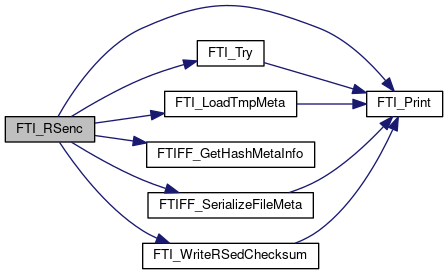 FTI_RSenc
FTI_Try
FTI_LoadTmpMeta
FTIFF_GetHashMetaInfo
FTIFF_SerializeFileMeta
FTI_WriteRSedChecksum
FTI_Print